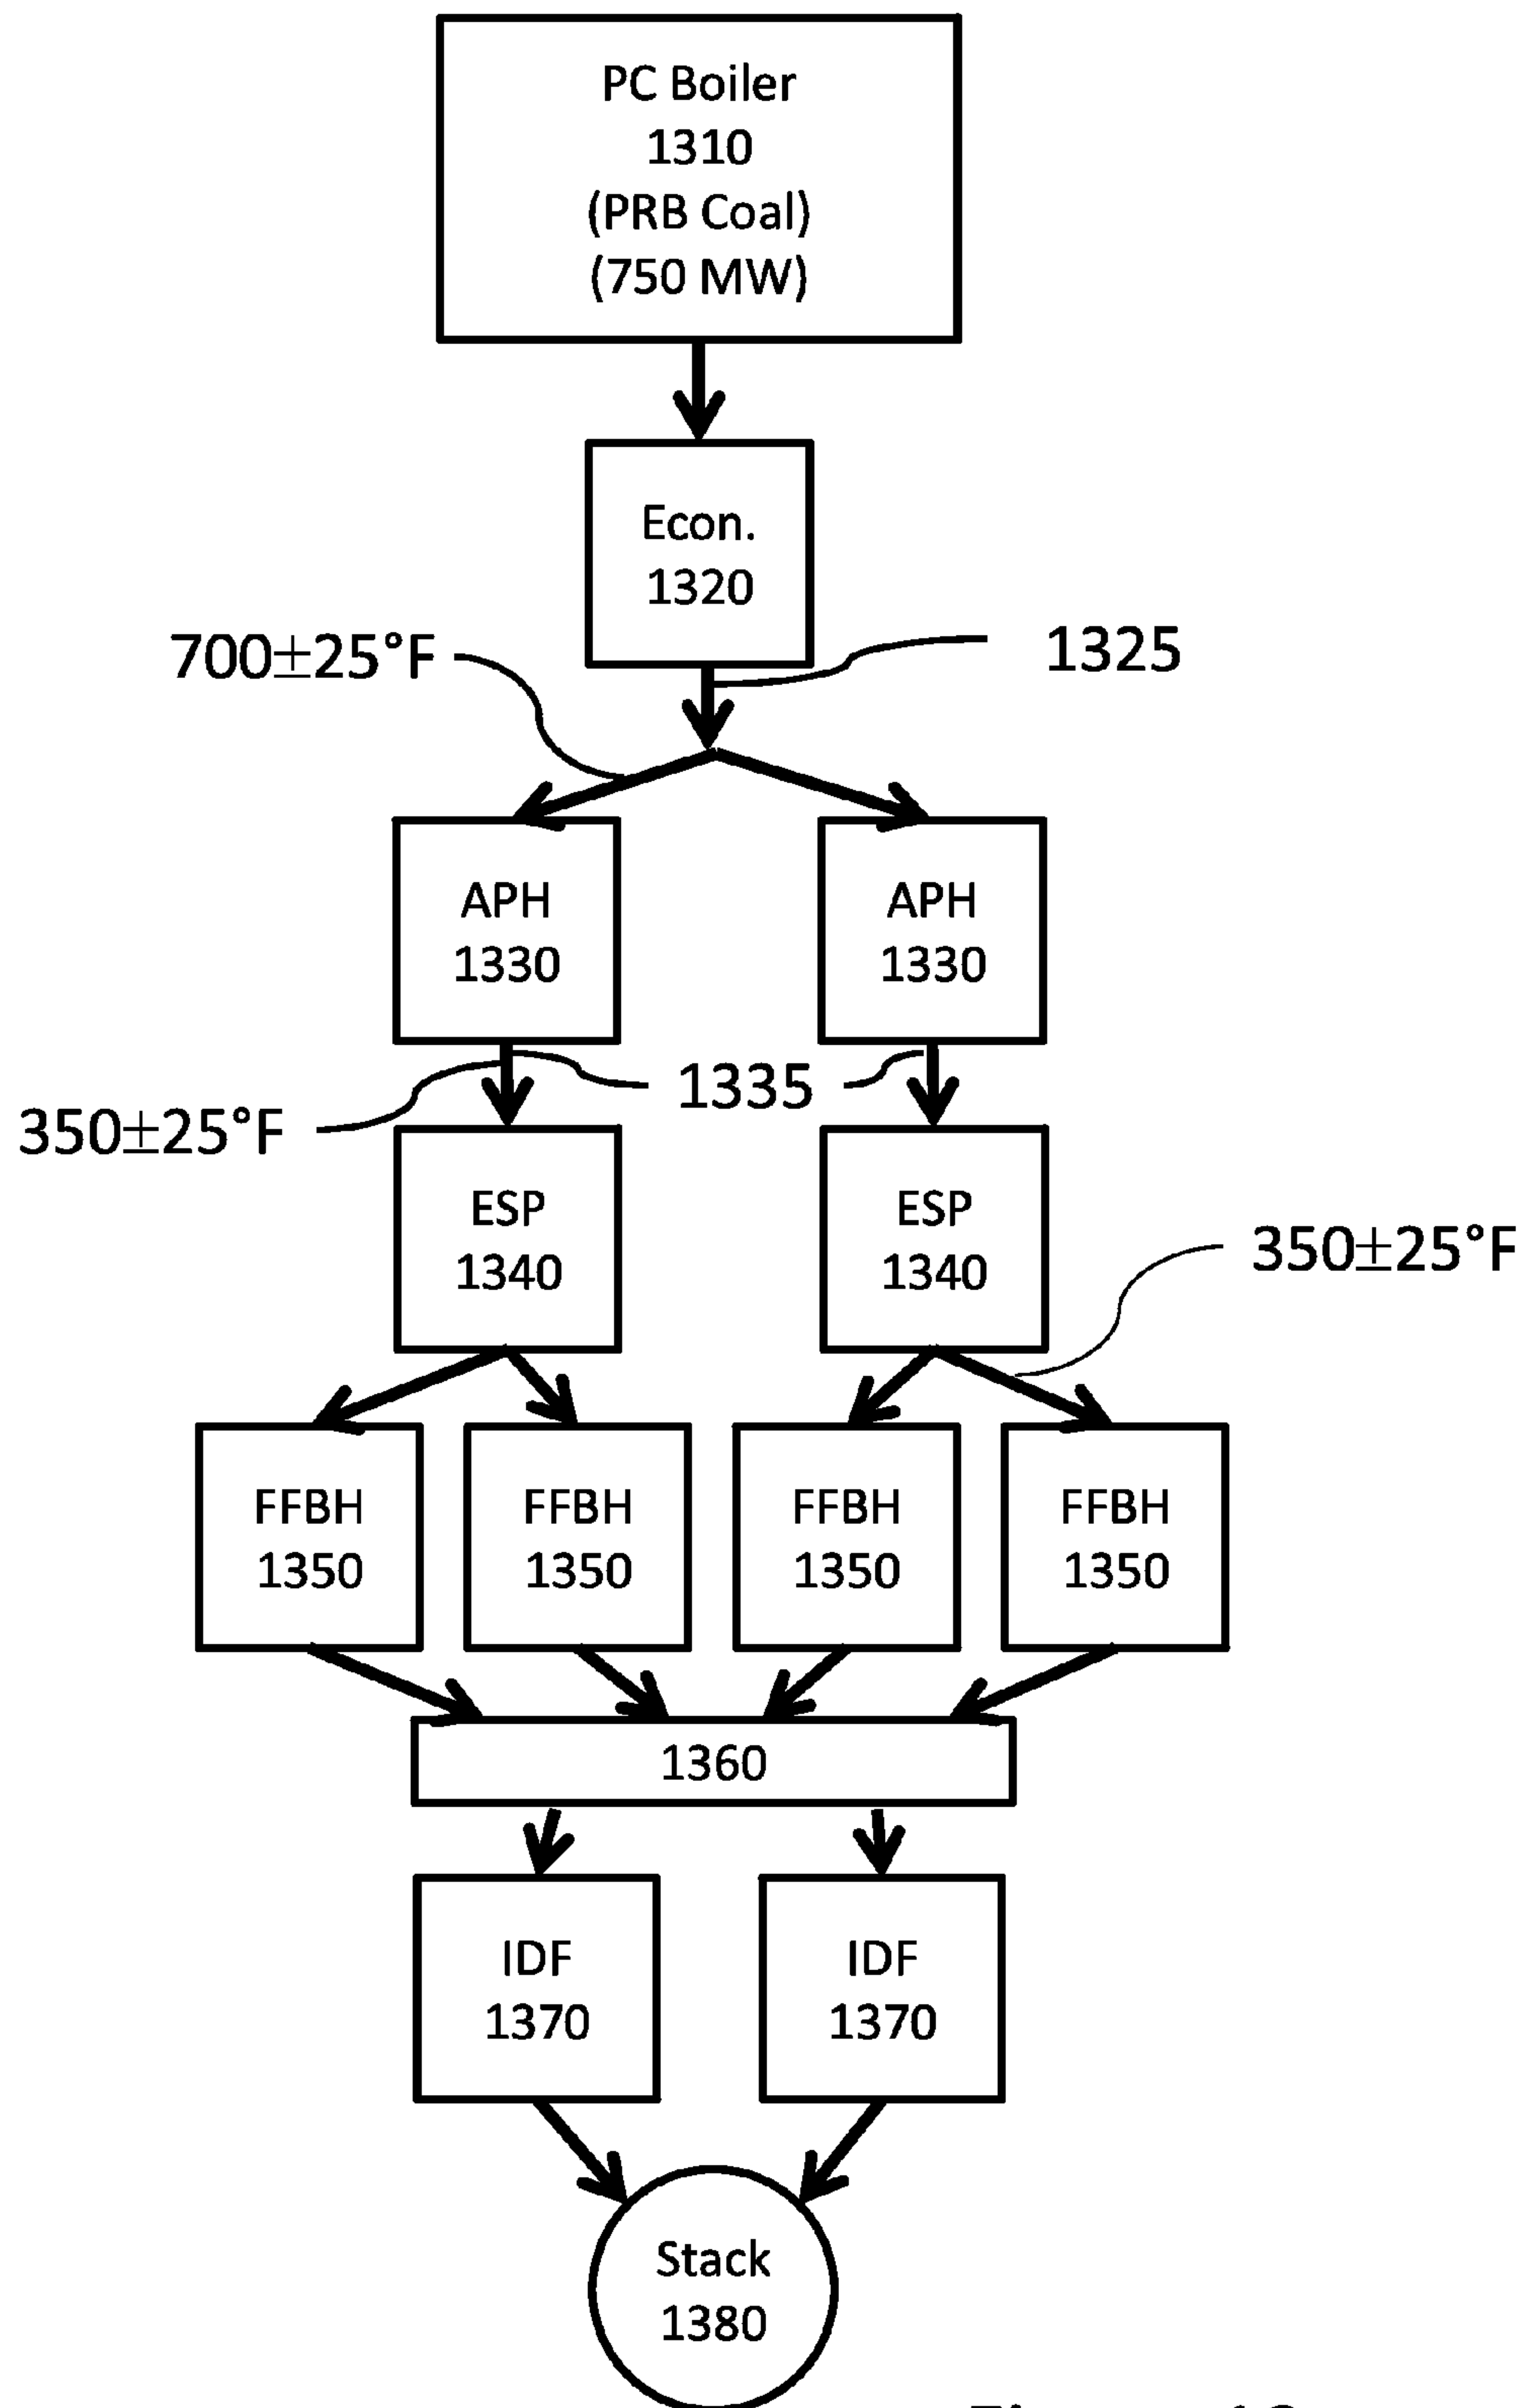 PC Boiler
1310
(PRB Coal)
(750 MW)
Econ.
1320
700±25°F
1325
APH
1330
APH
1330
1335
350±25°F
ESP
1340
ESP
1340
350±25°F
FFBH
1350
FFBH
1350
FFBH
1350
FFBH
1350
1360
IDF
1370
IDF
1370
Stack
1380